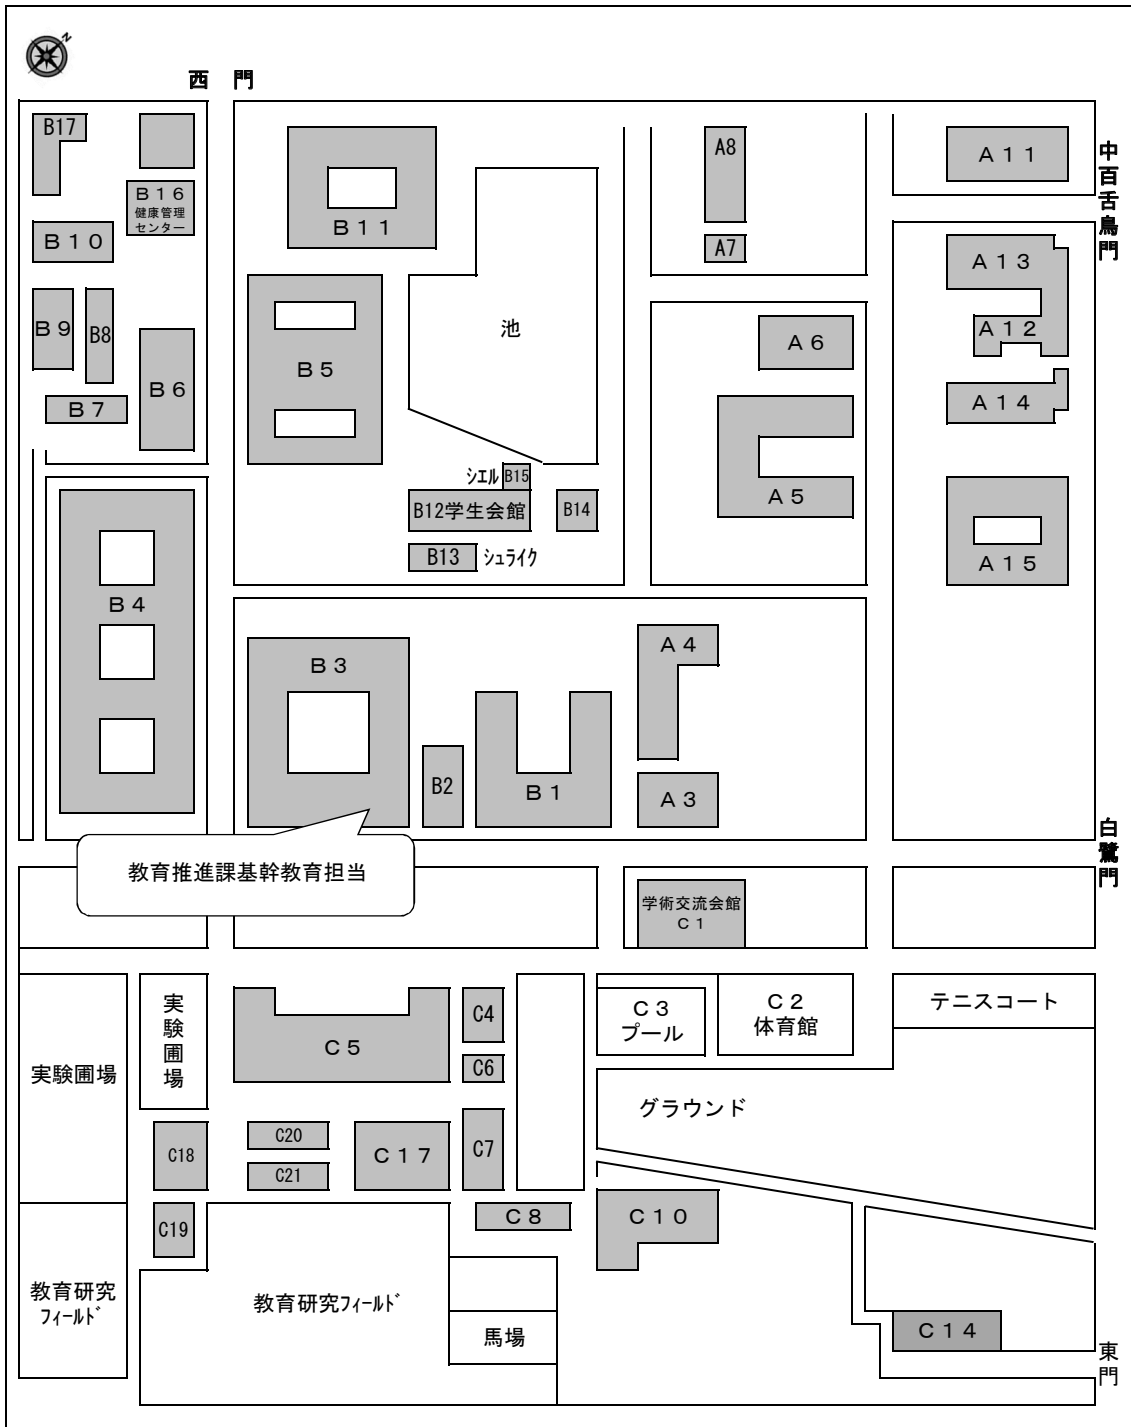 N
西 門
B17
B16
健康管理
センター
B10
B9
B8
B7
B6
B11
B5
池
A8
A7
A6
A5
A11
中百舌鳥門
A13
A12
A14
A15
シエル
B15
B12学生会館
B14
B13
シュライク
B4
B3
B2
B1
A4
A3
白鷺門
教育推進課基幹教育担当
学術交流会館
C1
実験圃場
実験圃場
C5
C4
C6
C3
プール
C2
体育館
テニスコート
グラウンド
C18
C20
C21
C17
C7
C19
C8
C10
教育研究
フィールド
教育研究フィールド
馬場
C14
東門